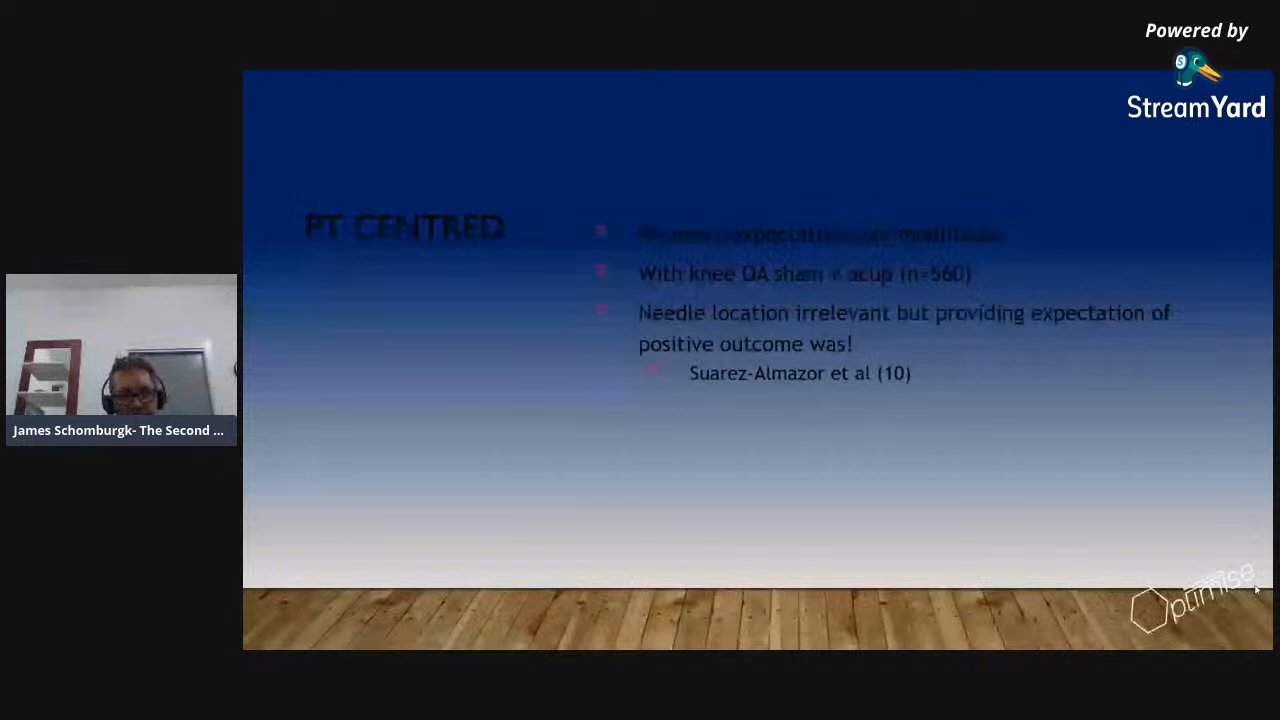 Powered by
StreamYard
PT CENTRED
With knee OA sham v acup (n=560)
Needle location irrelevant but providing expectation of
positive outcome was!
Suarez-Almazor et al (10)
James Schomburgk- The Second ...
Optimise